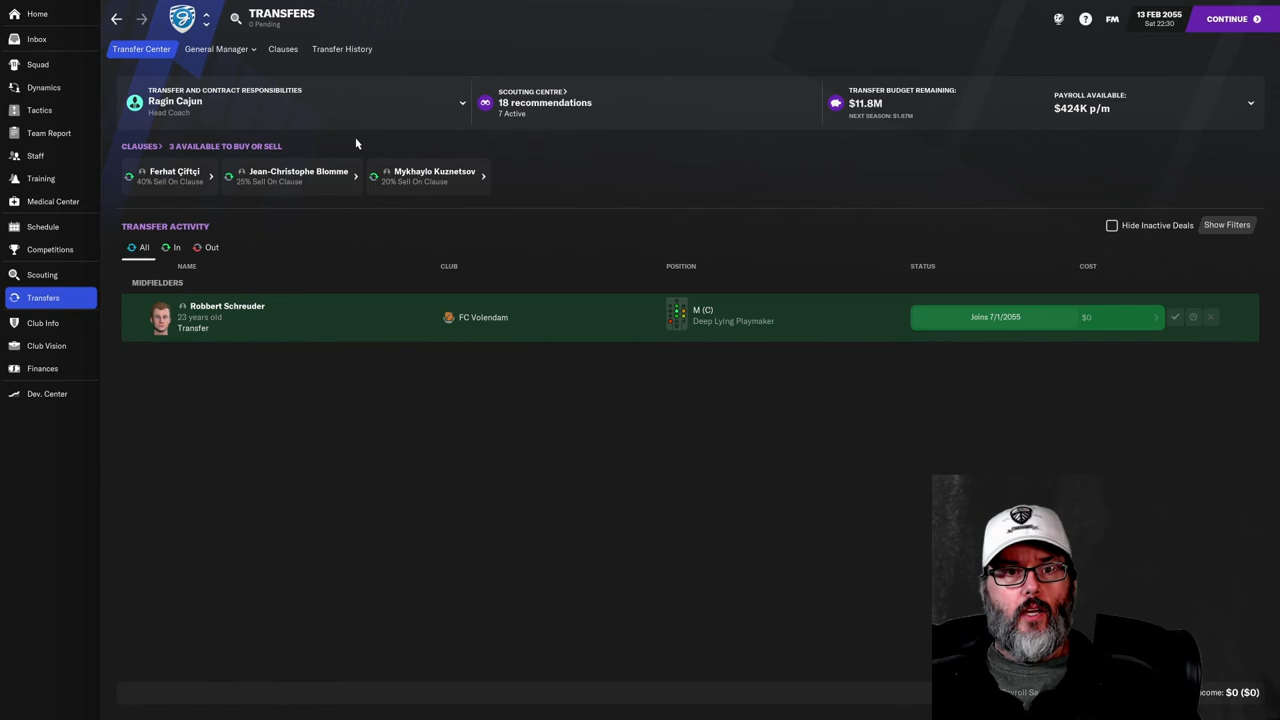 Home
TRANSFERS
0 Pending
13 FEB 2055
Sat 22:30
FM
CONTINUE
Inbox
Transfer Center
General Manager
Clauses
Transfer History
Squad
Dynamics
Tactics
Team Report
Staff
Training
Medical Center
Schedule
Competitions
Scouting
Transfers
Club Info
Club Vision
Finances
Dev. Center
TRANSFER AND CONTRACT RESPONSIBILITIES
Ragin Cajun
Head Coach
SCOUTING CENTRE
18 recommendations
7 Active
TRANSFER BUDGET REMAINING:
$11.8M
NEXT SEASON: $1.67M
PAYROLL AVAILABLE:
$424K p/m
CLAUSES 3 AVAILABLE TO BUY OR SELL
Ferhat Çiftçi
40% Sell On Clause
Jean-Christophe Blomme
25% Sell On Clause
Mykhaylo Kuznetsov
20% Sell On Clause
TRANSFER ACTIVITY
Hide Inactive Deals
Show Filters
All In Out
NAME CLUB POSITION STATUS COST
MIDFIELDERS
Robbert Schreuder
23 years old
Transfer
FC Volendam
M (C)
Deep Lying Playmaker
Joins 7/1/2055 $0
$0 ($0)